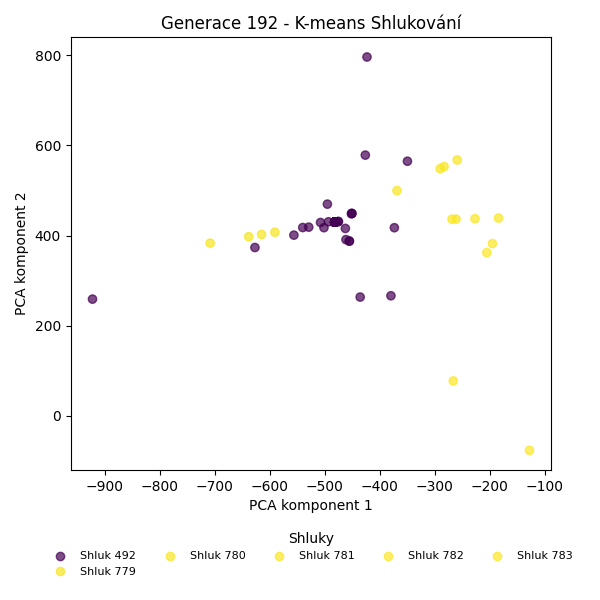 Generace 192 - K-means Shlukování
800
600
400
200
0
PCA komponent 2
−900 −800 −700 −600 −500 −400 −300 −200 −100
PCA komponent 1
Shluky
Shluk 492 Shluk 780 Shluk 781 Shluk 782 Shluk 783
Shluk 779